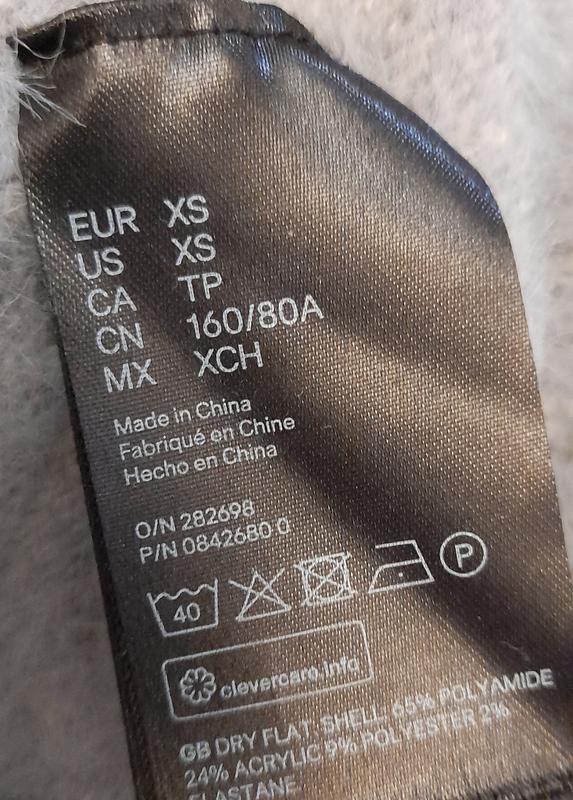 EUR XS
US XS
CA TP
CN 160/80A
MX XCH
Made in China
Fabriqué en Chine
Hecho en China
O/N 282698
P/N 0842680 0
40
P
clevercare.info
GB DRY FLAT. SHELL 65% POLYAMIDE
24% ACRYLIC 9% POLYESTER 2%
ELASTANE